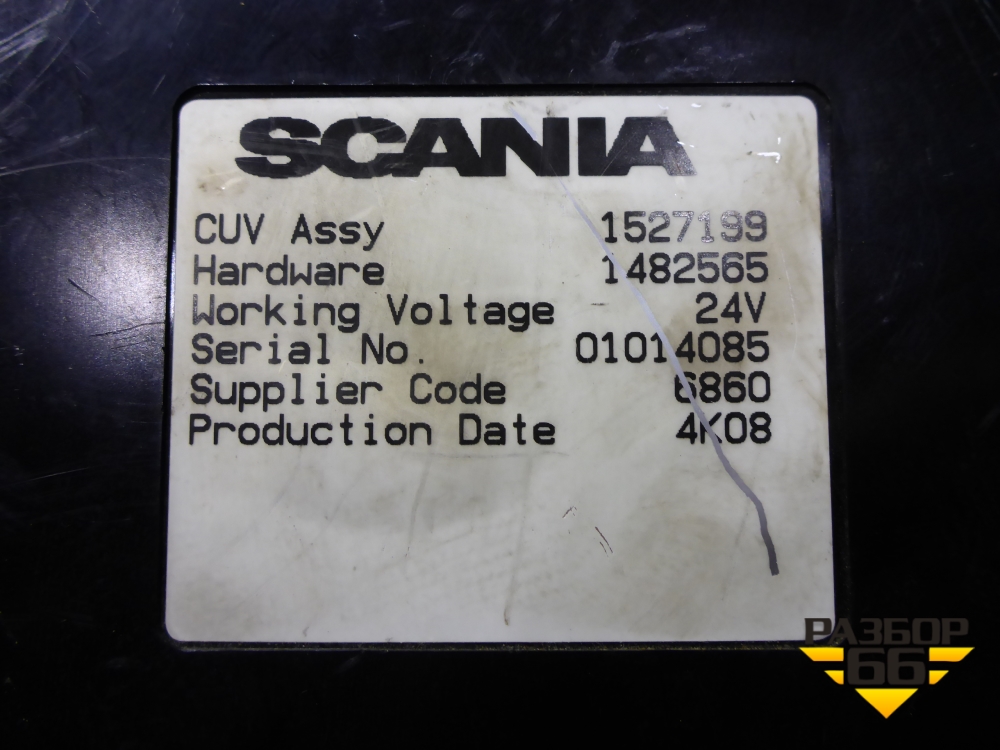 SCANIA
CUV Assy 1527199
Hardware 1482565
Working Voltage 24V
Serial No. 01014085
Supplier Code 6860
Production Date 4K08
РАЗБОР
66